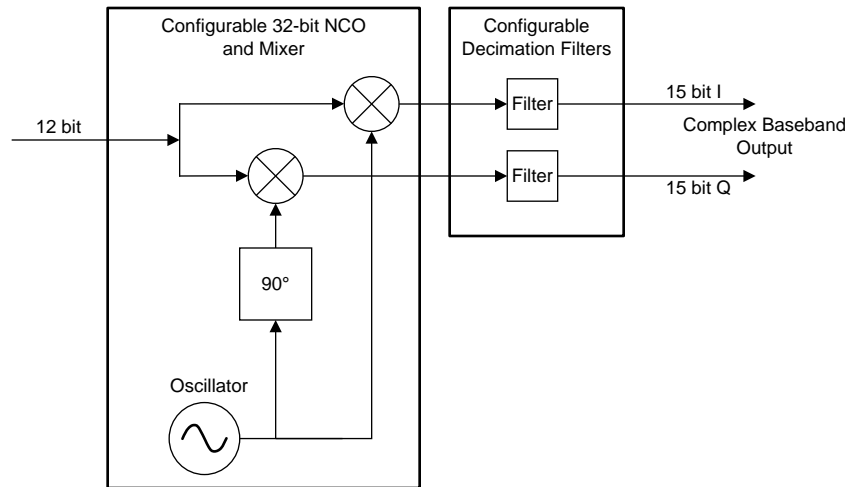 Configurable 32-bit NCO
and Mixer
Configurable
Decimation Filters
12 bit
Filter
15 bit I
Complex Baseband
Output
Filter
15 bit Q
90°
Oscillator